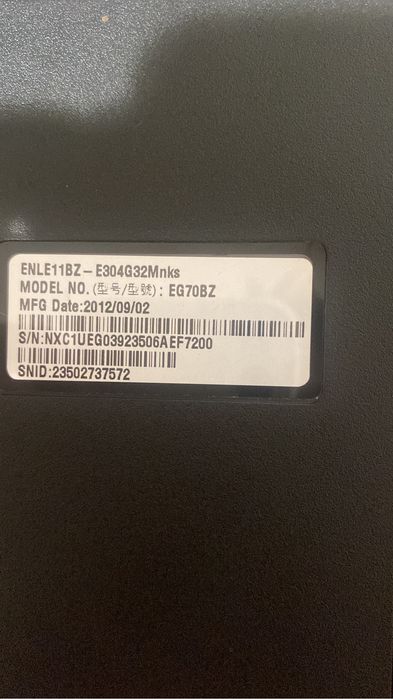 ENLE11BZ-E304G32Mnks
MODEL NO.(型号/型號): EG70BZ
MFG Date:2012/09/02
S/N:NXC1UEG03923506AEF7200
SNID:23502737572